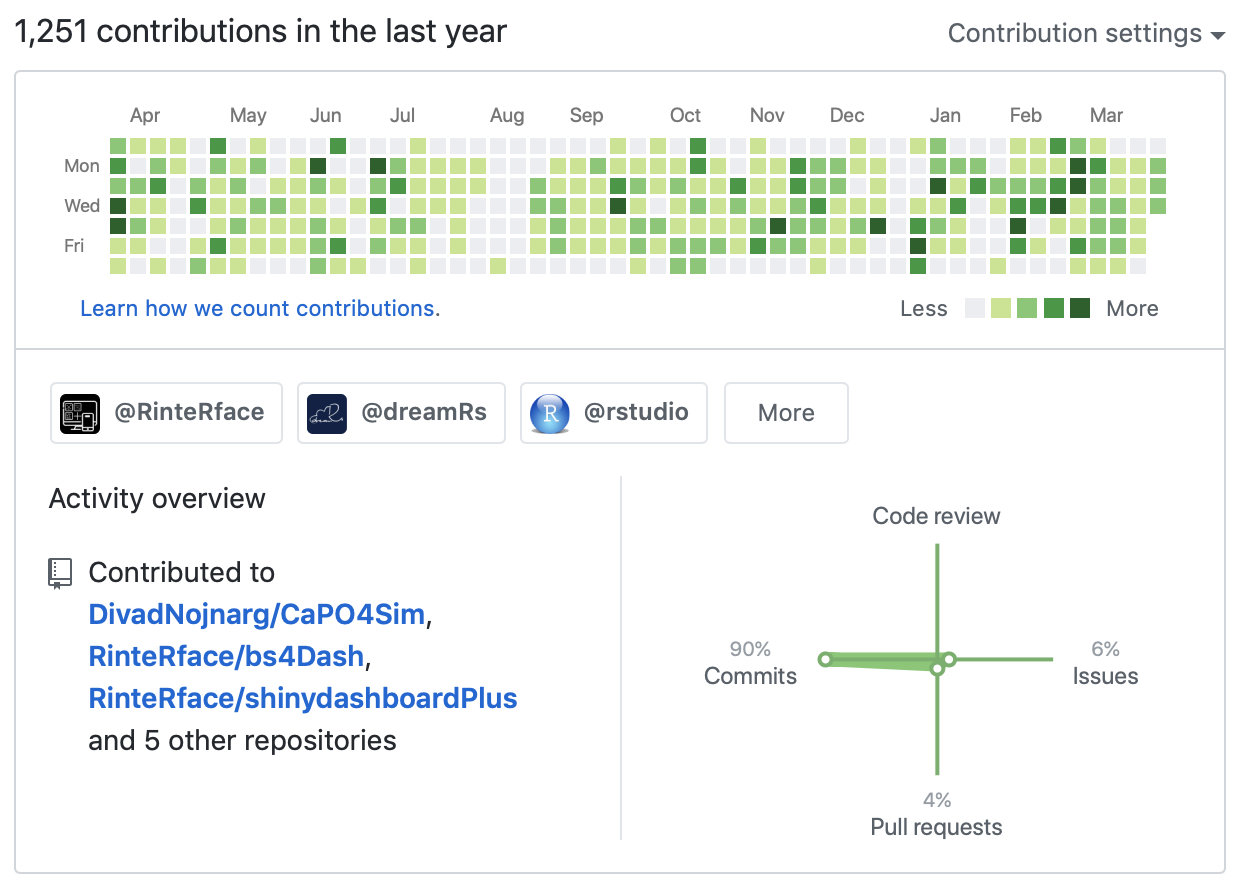 1,251 contributions in the last year
Contribution settings
Apr May Jun Jul Aug Sep Oct Nov Dec Jan Feb Mar
Mon
Wed
Fri
Learn how we count contributions.
Less More
@RinteRface
@dreamRs
R
@rstudio
More
Activity overview
Contributed to
DivadNojnarg/CaPO4Sim,
RinteRface/bs4Dash,
RinteRface/shinydashboardPlus
and 5 other repositories
Code review
90%
Commits
6%
Issues
4%
Pull requests